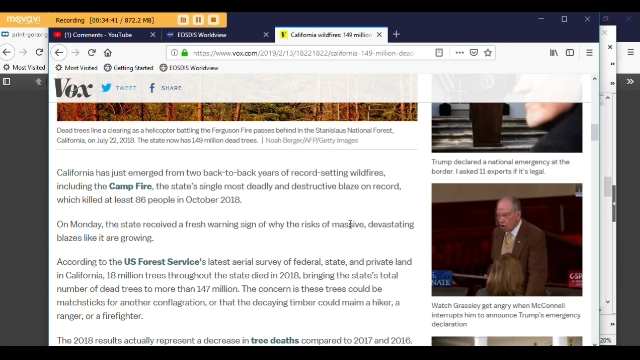 movavi
Recording 00:34:41 / 872.2 MB
print-gora
(1) Comments - YouTube
EOSDIS Worldview
California wildfires: 149 million
https://www.vox.com/2019/2/13/18221822/california-149-million-dead
Most Visited
Most Visited
Getting Started
EOSDIS Worldview
Vox
TWEET
SHARE
Dead trees line a clearing as a helicopter battling the Ferguson Fire passes behind in the Stanislaus National Forest,
California, on July 22, 2018. The state now has 149 million dead trees. | Noah Berger/AFP/Getty Images
California has just emerged from two back-to-back years of record-setting wildfires,
including the Camp Fire, the state's single most deadly and destructive blaze on record,
which killed at least 86 people in October 2018.
On Monday, the state received a fresh warning sign of why the risks of massive, devastating
blazes like it are growing.
According to the US Forest Service's latest aerial survey of federal, state, and private land
in California, 18 million trees throughout the state died in 2018, bringing the state's total
number of dead trees to more than 147 million. The concern is these trees could be
matchsticks for another conflagration, or that the decaying timber could maim a hiker, a
ranger, or a firefighter.
The 2018 results actually represent a decrease in tree deaths compared to 2017 and 2016.
Trump declared a national emergency at the
border. I asked 11 experts if it's legal.
Watch Grassley get angry when McConnell
interrupts him to announce Trump's emergency
declaration
20%